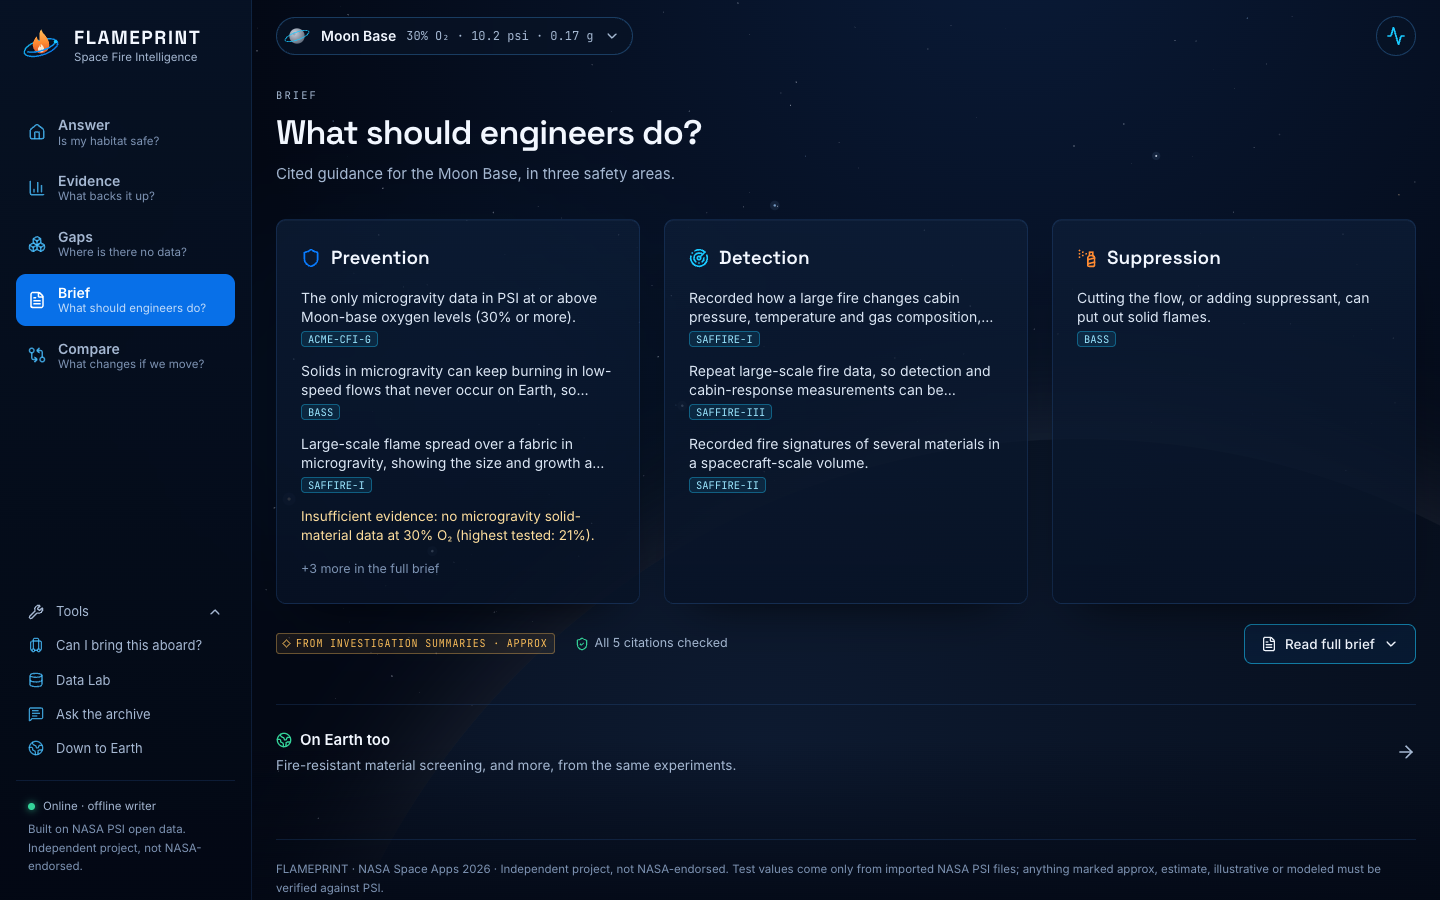 FLAMEPRINT
Space Fire Intelligence
Answer
Is my habitat safe?
Evidence
What backs it up?
Gaps
Where is there no data?
Brief
What should engineers do?
Compare
What changes if we move?
Tools
Can I bring this aboard?
Data Lab
Ask the archive
Down to Earth
Online · offline writer
Built on NASA PSI open data.
Independent project, not NASA-
endorsed.
Moon Base 30% O₂ · 10.2 psi · 0.17 g
BRIEF
What should engineers do?
Cited guidance for the Moon Base, in three safety areas.
Prevention
The only microgravity data in PSI at or above
Moon-base oxygen levels (30% or more).
ACME-CFI-G
Solids in microgravity can keep burning in low-
speed flows that never occur on Earth, so...
BASS
Large-scale flame spread over a fabric in
microgravity, showing the size and growth a...
SAFFIRE-I
Insufficient evidence: no microgravity solid-
material data at 30% O₂ (highest tested: 21%).
+3 more in the full brief
Detection
Recorded how a large fire changes cabin
pressure, temperature and gas composition,...
SAFFIRE-I
Repeat large-scale fire data, so detection and
cabin-response measurements can be...
SAFFIRE-III
Recorded fire signatures of several materials in
a spacecraft-scale volume.
SAFFIRE-II
Suppression
Cutting the flow, or adding suppressant, can
put out solid flames.
BASS
FROM INVESTIGATION SUMMARIES · APPROX
All 5 citations checked
Read full brief
On Earth too
Fire-resistant material screening, and more, from the same experiments.
FLAMEPRINT · NASA Space Apps 2026 · Independent project, not NASA-endorsed. Test values come only from imported NASA PSI files; anything marked approx, estimate, illustrative or modeled must be
verified against PSI.